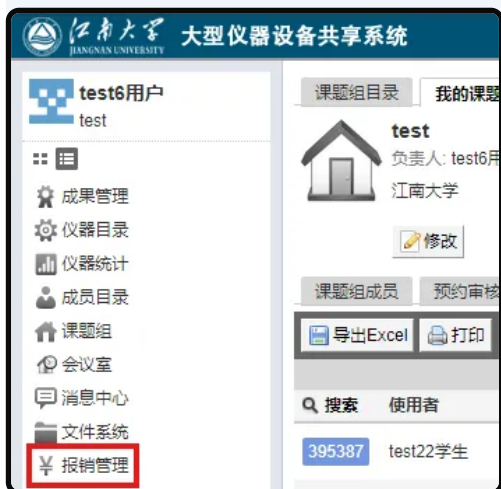 江南大学 JIANGNAN UNIVERSITY 大型仪器设备共享系统
test6用户
test
成果管理
仪器目录
仪器统计
成员目录
课题组
会议室
消息中心
文件系统
报销管理
课题组目录 我的课题
test
负责人: test6用
江南大学
修改
课题组成员 预约审核
导出Excel 打印
搜索 使用者
395387 test22学生